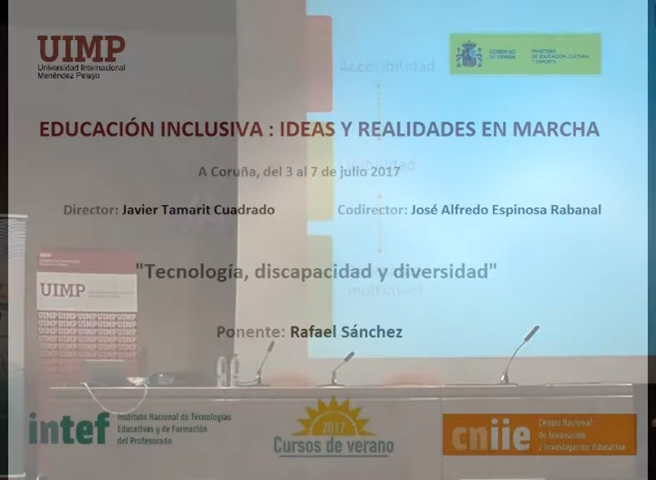 UIMP
Universidad Internacional
Menéndez Pelayo
GOBIERNO
DE ESPAÑA
MINISTERIO
DE EDUCACIÓN, CULTURA
Y DEPORTE
Accesibilidad
EDUCACIÓN INCLUSIVA : IDEAS Y REALIDADES EN MARCHA
A Coruña, del 3 al 7 de julio 2017
Director: Javier Tamarit Cuadrado
Codirector: José Alfredo Espinosa Rabanal
"Tecnología, discapacidad y diversidad"
UIMP
Ponente: Rafael Sánchez
intef
Instituto Nacional de Tecnologías
Educativas y de Formación
del Profesorado
2017
Cursos de verano
cniie
Centro Nacional
de Innovación
e Investigación Educativa